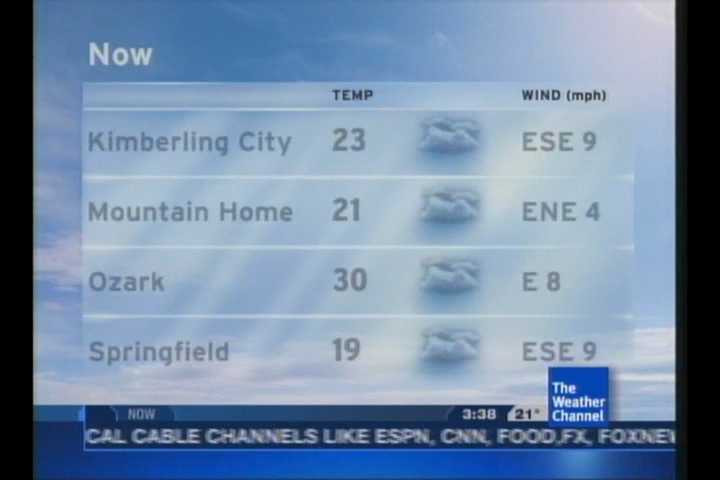 Now
TEMP WIND (mph)
Kimberling City 23 ESE 9
Mountain Home 21 ENE 4
Ozark 30 E 8
Springfield 19 ESE 9
The
Weather
Channel
NOW 3:38 21°
CAL CABLE CHANNELS LIKE ESPN, CNN, FOOD,FX, FOXNEW